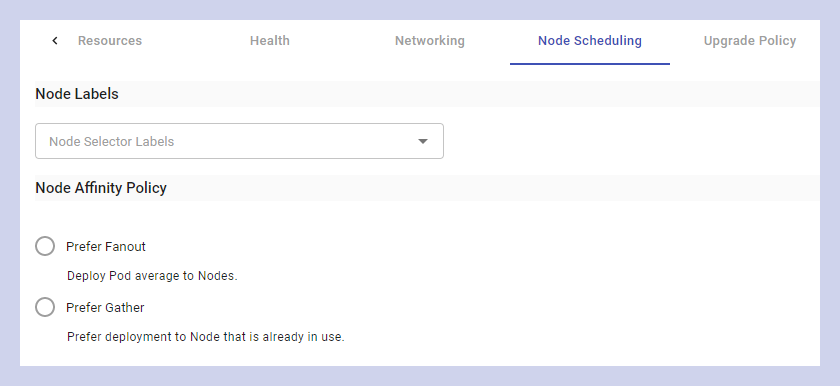 Resources Health Networking Node Scheduling Upgrade Policy
Node Labels
Node Selector Labels
Node Affinity Policy
Prefer Fanout
Deploy Pod average to Nodes.
Prefer Gather
Prefer deployment to Node that is already in use.